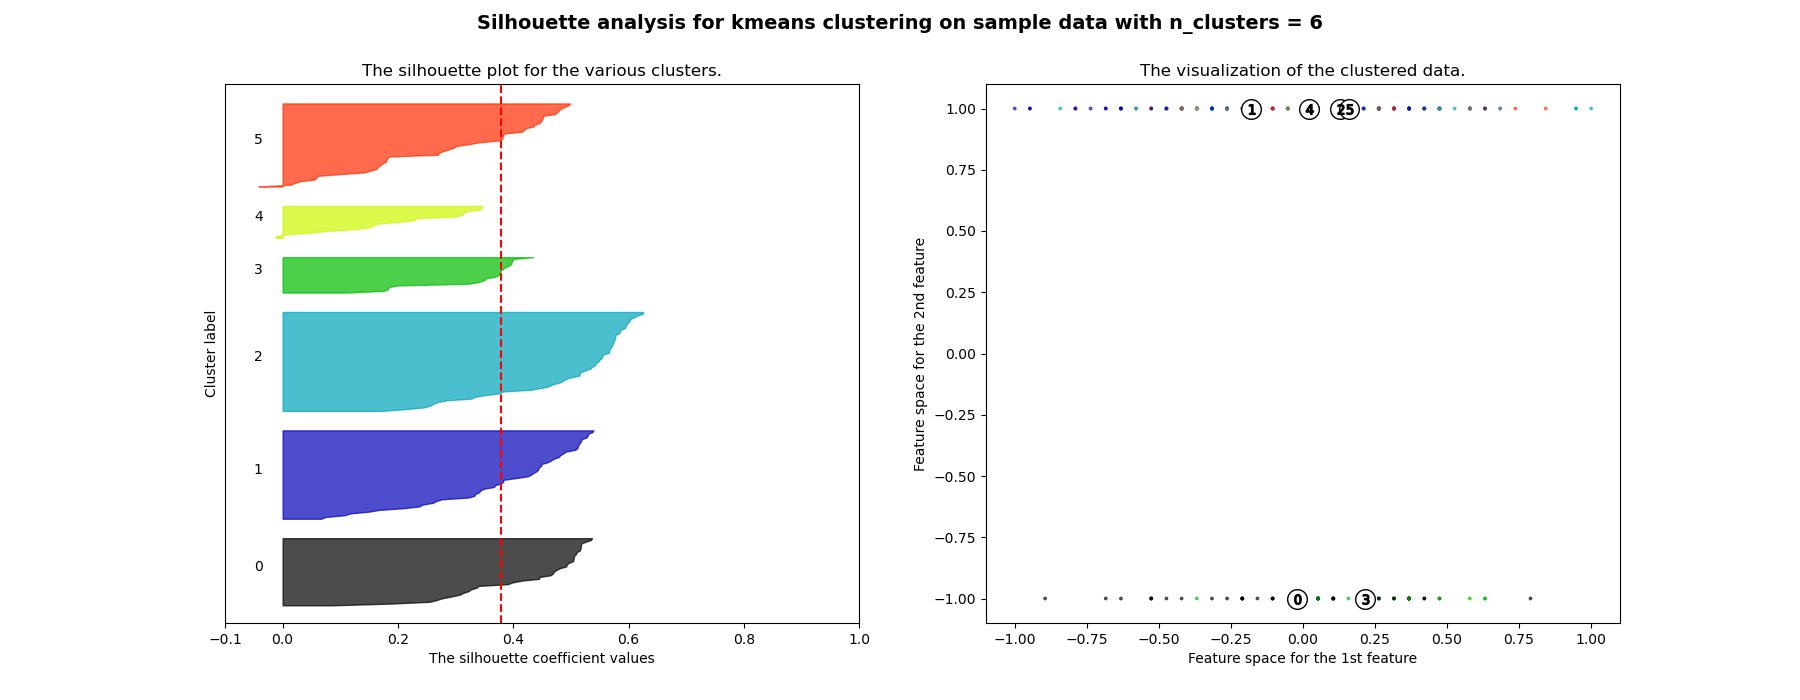 Silhouette analysis for kmeans clustering on sample data with n_clusters = 6
The silhouette plot for the various clusters.
5
4
3
2
1
0
Cluster label
−0.1 0.0 0.2 0.4 0.6 0.8 1.0
The silhouette coefficient values
The visualization of the clustered data.
1.00
0.75
0.50
0.25
0.00
−0.25
−0.50
−0.75
−1.00
Feature space for the 2nd feature
1 4 2 5
0 3
−1.00 −0.75 −0.50 −0.25 0.00 0.25 0.50 0.75 1.00
Feature space for the 1st feature